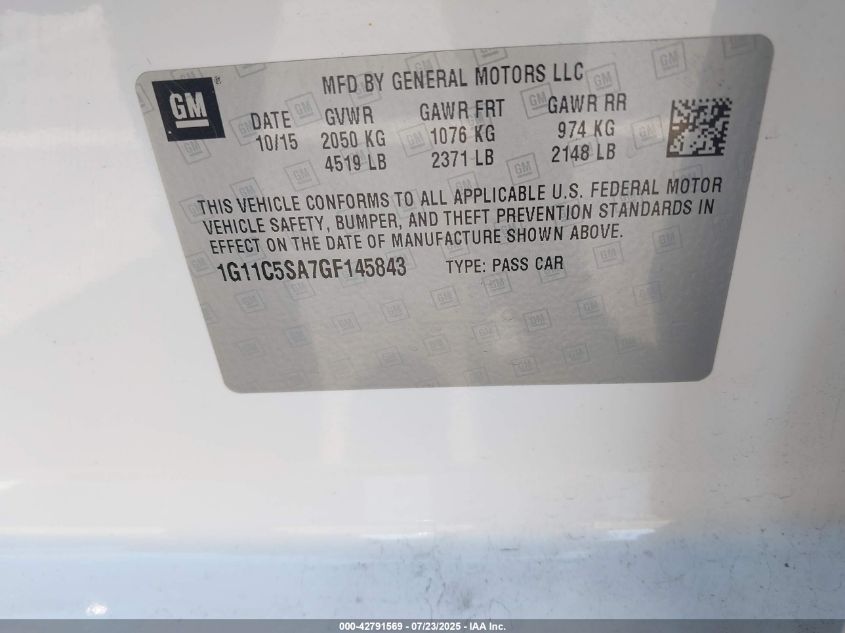 GM
MFD BY GENERAL MOTORS LLC
DATE GVWR GAWR FRT GAWR RR
10/15 2050 KG 1076 KG 974 KG
4519 LB 2371 LB 2148 LB
THIS VEHICLE CONFORMS TO ALL APPLICABLE U.S. FEDERAL MOTOR
VEHICLE SAFETY, BUMPER, AND THEFT PREVENTION STANDARDS IN
EFFECT ON THE DATE OF MANUFACTURE SHOWN ABOVE.
1G11C5SA7GF145843 TYPE: PASS CAR
000-42791569 - 07/23/2025 - IAA Inc.